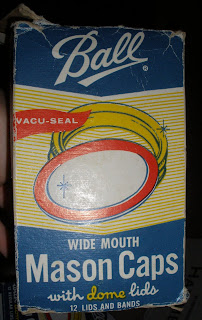 Ball®
VACU-SEAL
WIDE MOUTH
Mason Caps
with dome lids
12 LIDS AND BANDS